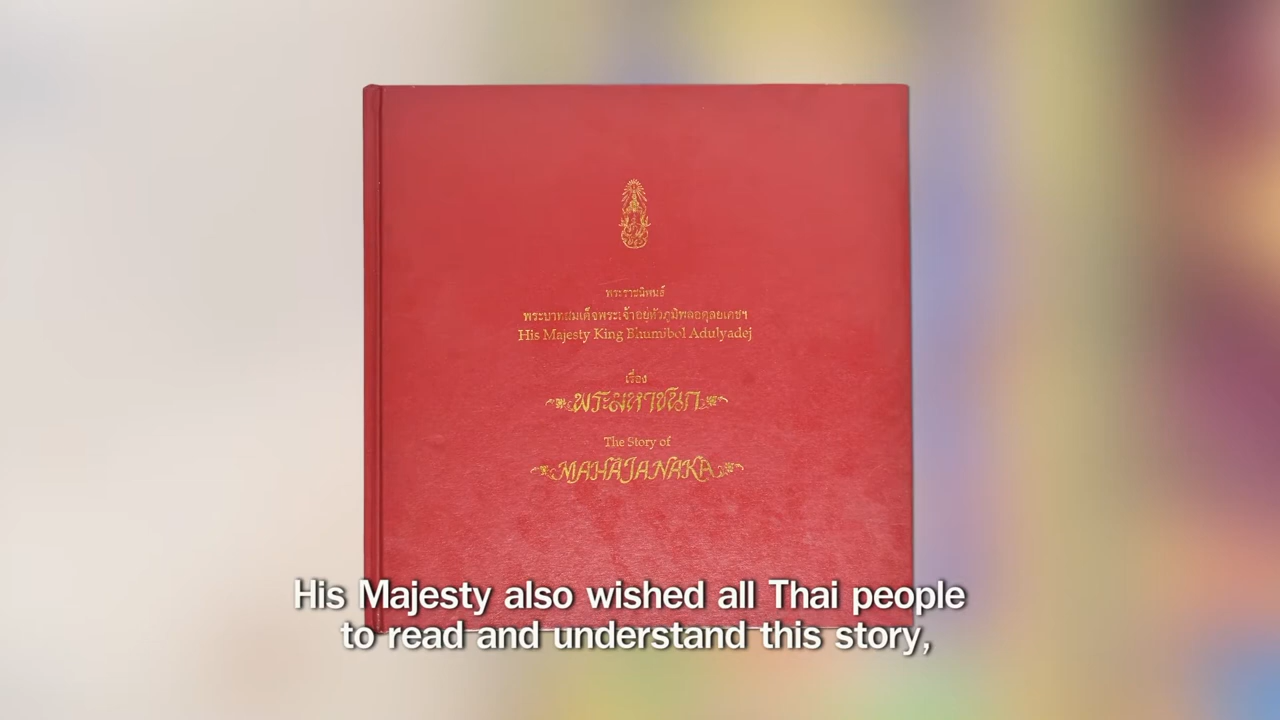 พระราชนิพนธ์
พระบาทสมเด็จพระเจ้าอยู่หัวภูมิพลอดุลยเดชฯ
His Majesty King Bhumibol Adulyadej
เรื่อง
พระมหาชนก
The Story of
MAHAJANAKA
His Majesty also wished all Thai people
to read and understand this story,